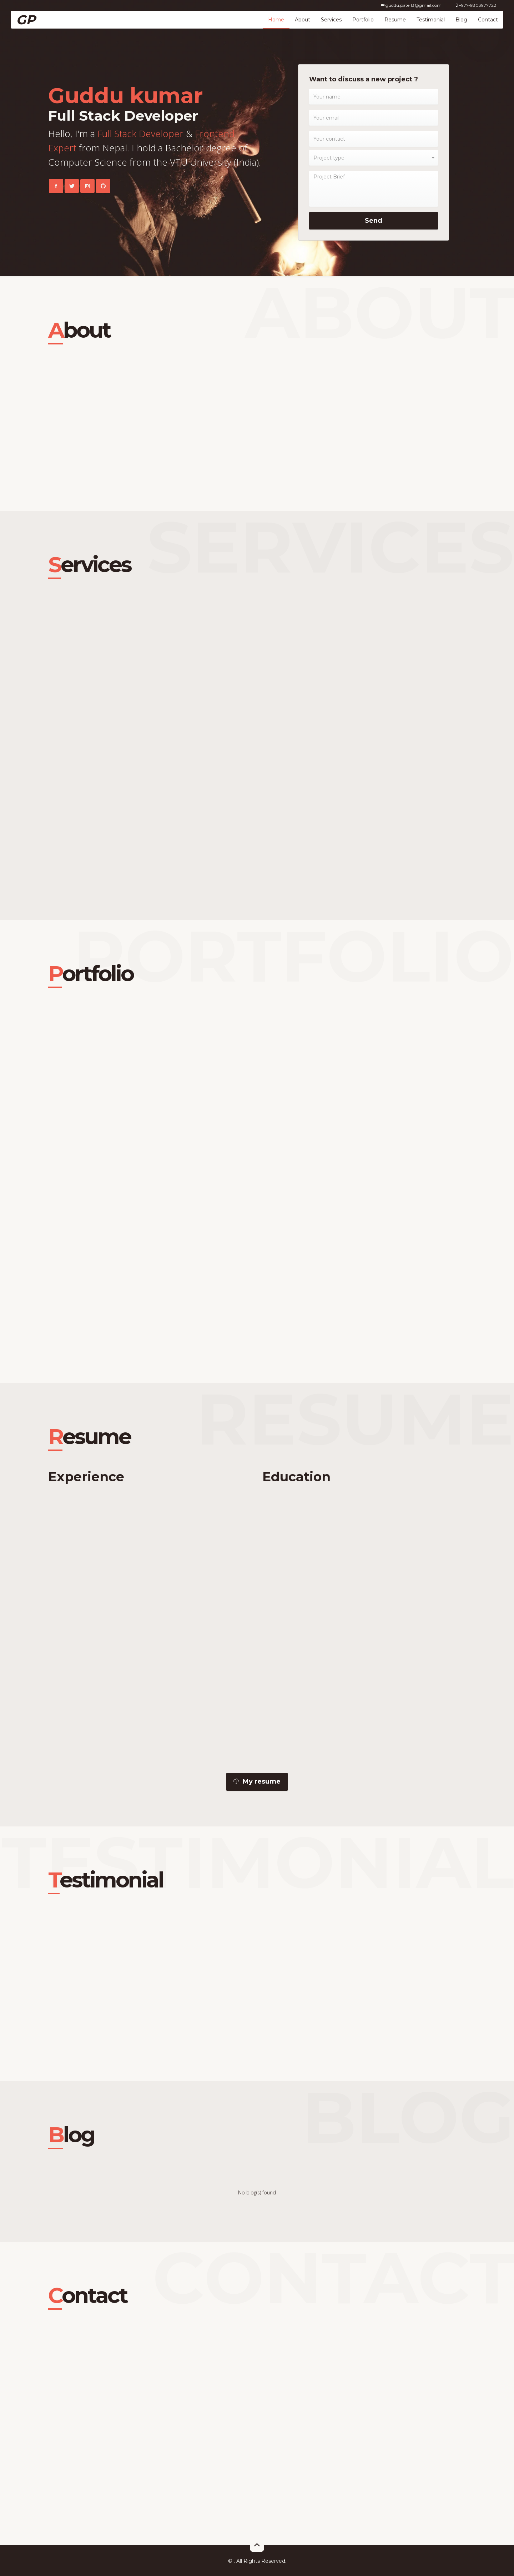 guddu.patel13@gmail.com +977-9803977722
GP Home About Services Portfolio Resume Testimonial Blog Contact
Want to discuss a new project ?
Your name
Your email
Your contact
Project type
Project Brief
Send
Guddu kumar
Full Stack Developer
Hello, I'm a Full Stack Developer &
Expert from Nepal. I hold a Bachelor degree of
Computer Science from the VTU University (India).
ABOUT
About
SERVICES
Services
PORTFOLIO
Portfolio
RESUME
Resume
Experience Education
My resume
TESTIMONIAL
Testimonial
BLOG
Blog
No blog(s) found
CONTACT
Contact
© . All Rights Reserved.